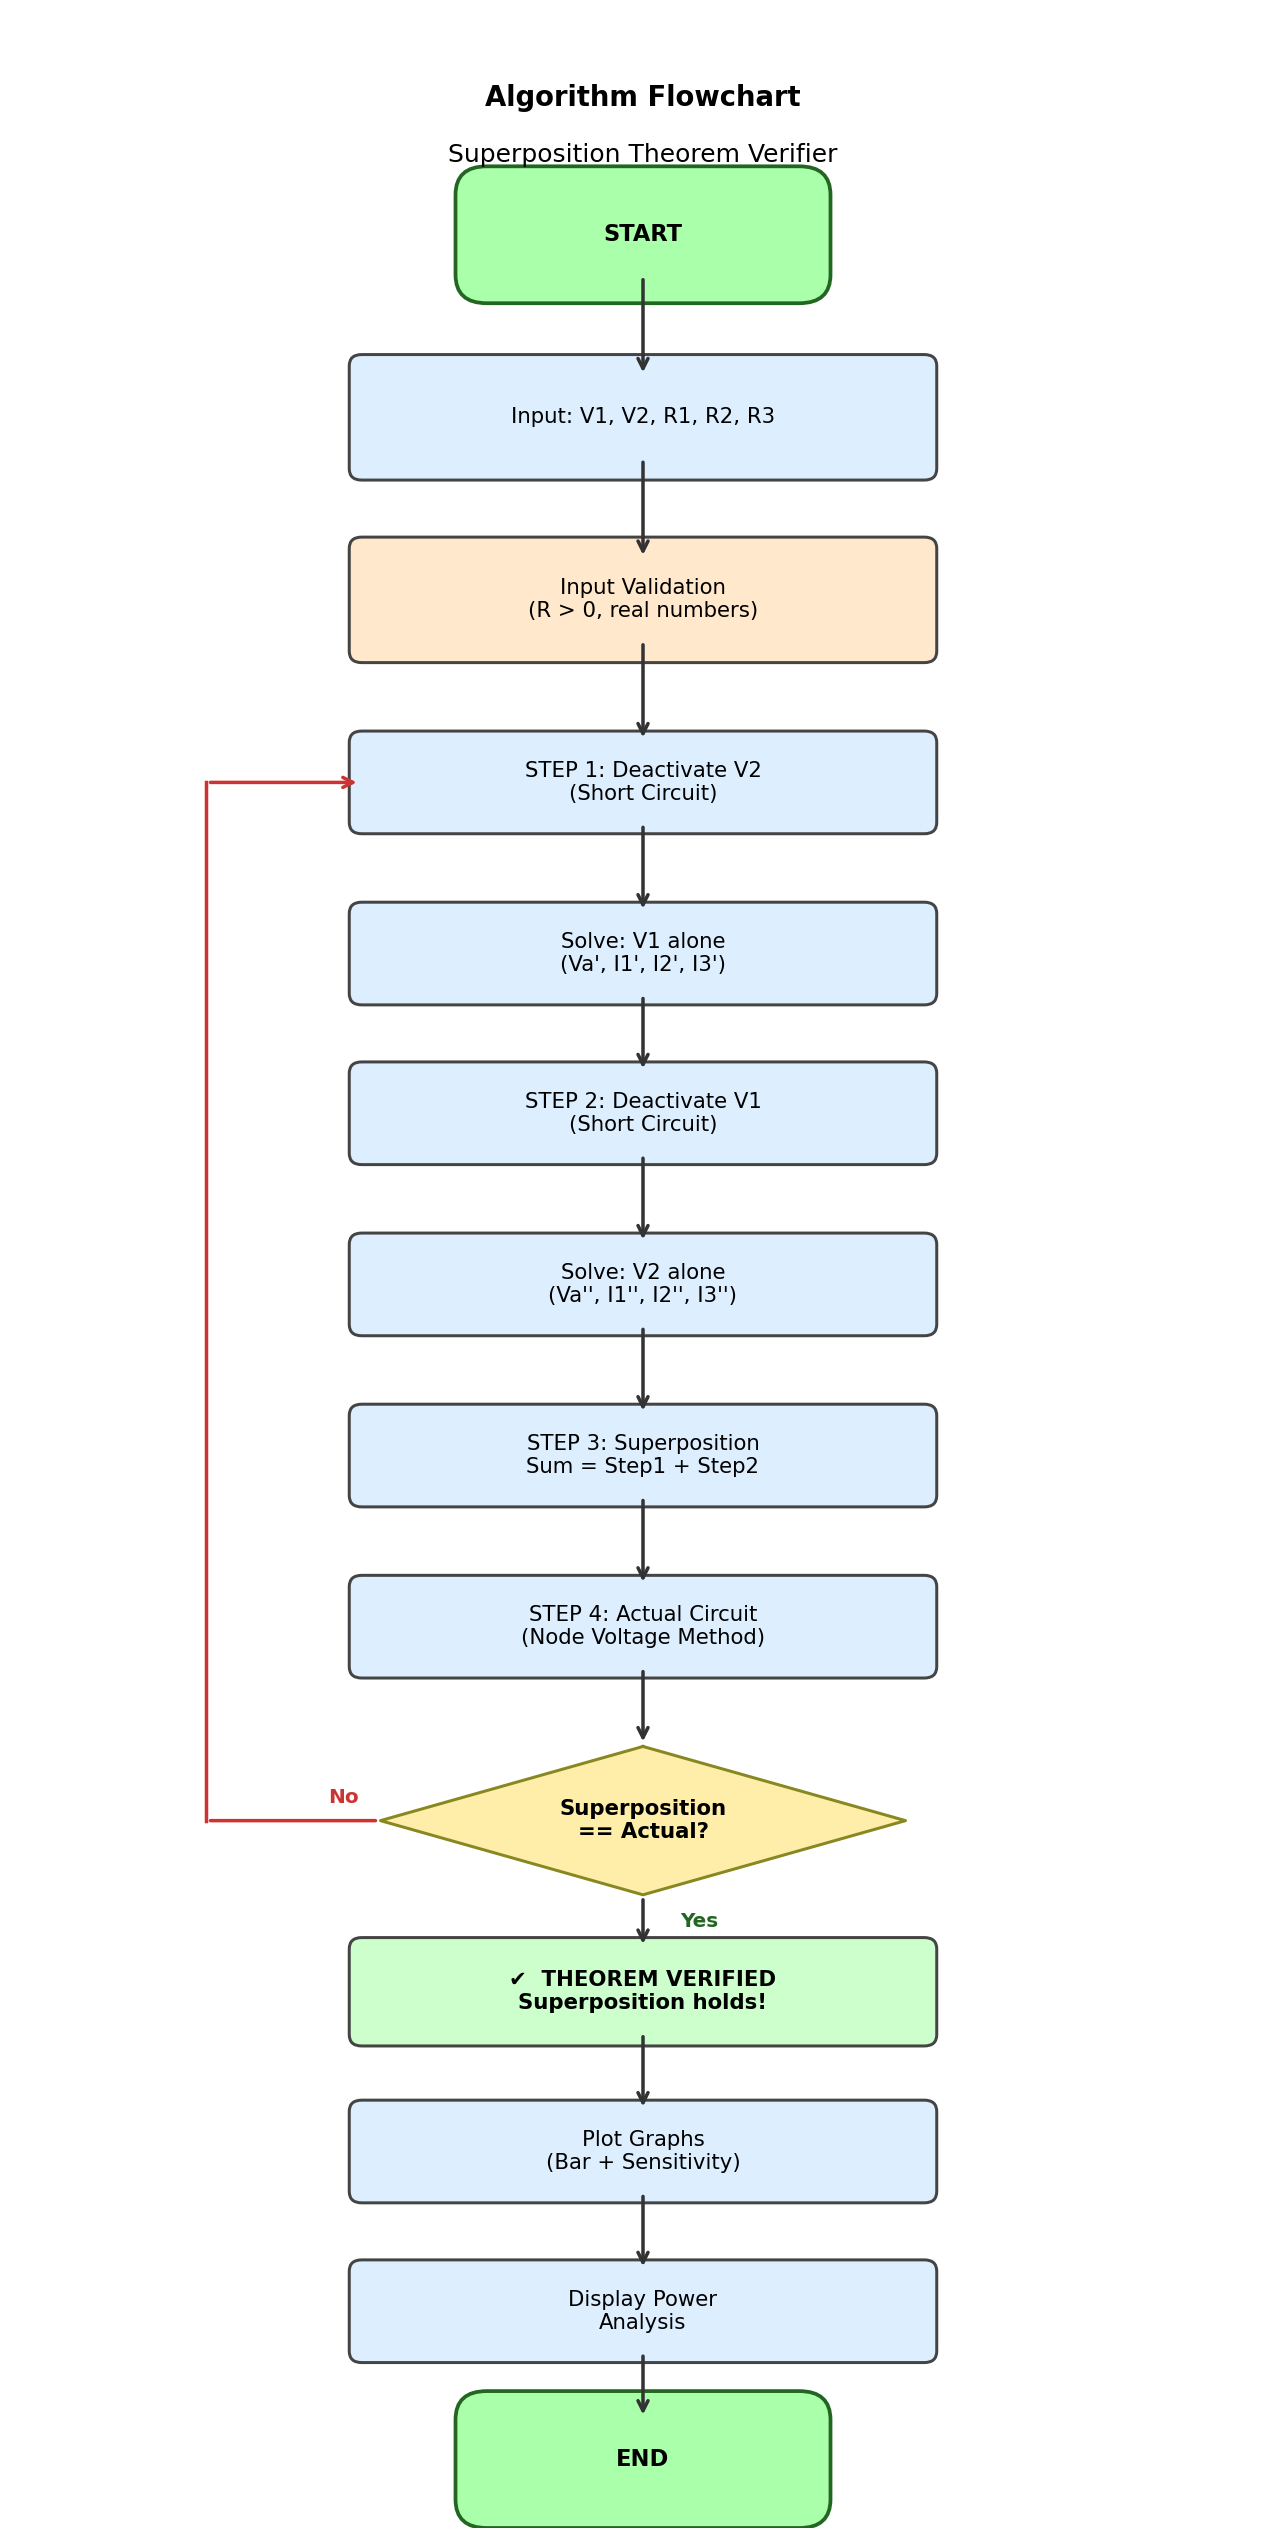 Algorithm Flowchart
Superposition Theorem Verifier
START
Input: V1, V2, R1, R2, R3
Input Validation
(R > 0, real numbers)
STEP 1: Deactivate V2
(Short Circuit)
Solve: V1 alone
(Va', I1', I2', I3')
STEP 2: Deactivate V1
(Short Circuit)
Solve: V2 alone
(Va'', I1'', I2'', I3'')
STEP 3: Superposition
Sum = Step1 + Step2
STEP 4: Actual Circuit
(Node Voltage Method)
No
Superposition
== Actual?
Yes
✔ THEOREM VERIFIED
Superposition holds!
Plot Graphs
(Bar + Sensitivity)
Display Power
Analysis
END